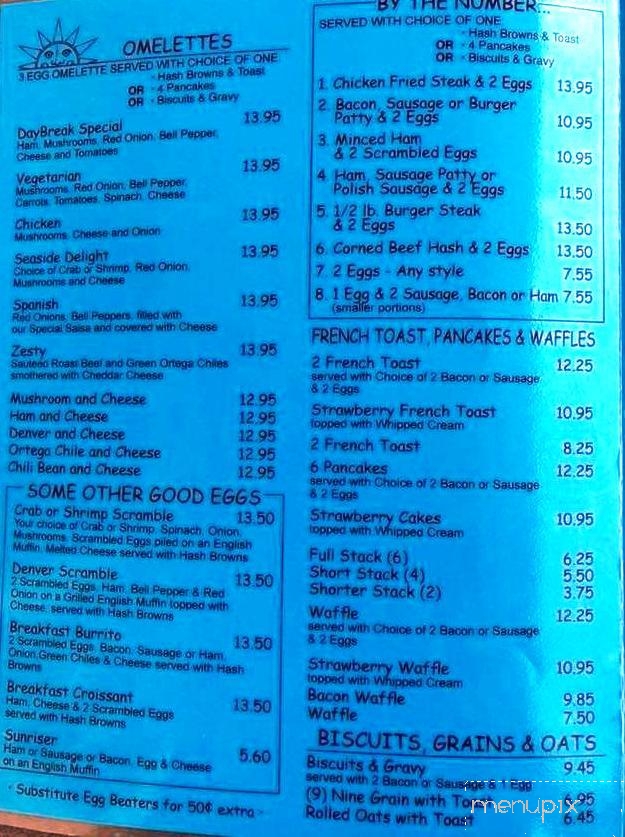 OMELETTES
3 EGG OMELETTE SERVED WITH CHOICE OF ONE
- Hash Browns & Toast
OR - 4 Pancakes
OR - Biscuits & Gravy
DayBreak Special 13.95
Ham, Mushrooms, Red Onion, Bell Pepper,
Cheese and Tomatoes
Vegetarian 13.95
Mushrooms, Red Onion, Bell Pepper,
Carrots, Tomatoes, Spinach, Cheese
Chicken 13.95
Mushrooms, Cheese and Onion
Seaside Delight 13.95
Choice of Crab or Shrimp, Red Onion,
Mushrooms and Cheese
Spanish 13.95
Red Onions, Bell Peppers, filled with
our Special Salsa and covered with Cheese
Zesty 13.95
Sauteed Roast Beef and Green Ortega Chiles
smothered with Cheddar Cheese
Mushroom and Cheese 12.95
Ham and Cheese 12.95
Denver and Cheese 12.95
Ortega Chile and Cheese 12.95
Chili Bean and Cheese 12.95
SOME OTHER GOOD EGGS
Crab or Shrimp Scramble 13.50
Your choice of Crab or Shrimp, Spinach, Onion,
Mushrooms, Scrambled Eggs piled on an English
Muffin, Melted Cheese served with Hash Browns
Denver Scramble 13.50
2 Scrambled Eggs, Ham, Bell Pepper & Red
Onion on a Grilled English Muffin topped with
Cheese, served with Hash Browns
Breakfast Burrito 13.50
2 Scrambled Eggs, Bacon, Sausage or Ham,
Onion, Green Chiles & Cheese served with Hash
Browns
Breakfast Croissant 13.50
Ham, Cheese & 2 Scrambled Eggs
served with Hash Browns
Sunriser 5.60
Ham or Sausage or Bacon, Egg & Cheese
on an English Muffin
- Substitute Egg Beaters for 50¢ extra -
BY THE NUMBER...
SERVED WITH CHOICE OF ONE
- Hash Browns & Toast
OR - 4 Pancakes
OR - Biscuits & Gravy
1. Chicken Fried Steak & 2 Eggs 13.95
2. Bacon, Sausage or Burger
Patty & 2 Eggs 10.95
3. Minced Ham
& 2 Scrambled Eggs 10.95
4. Ham, Sausage Patty or
Polish Sausage & 2 Eggs 11.50
5. 1/2 lb. Burger Steak
& 2 Eggs 13.50
6. Corned Beef Hash & 2 Eggs 13.50
7. 2 Eggs - Any style 7.55
8. 1 Egg & 2 Sausage, Bacon or Ham 7.55
(smaller portions)
FRENCH TOAST, PANCAKES & WAFFLES
2 French Toast 12.25
served with Choice of 2 Bacon or Sausage
& 2 Eggs
Strawberry French Toast 10.95
topped with Whipped Cream
2 French Toast 8.25
6 Pancakes 12.25
served with Choice of 2 Bacon or Sausage
& 2 Eggs
Strawberry Cakes 10.95
topped with Whipped Cream
Full Stack (6) 6.25
Short Stack (4) 5.50
Shorter Stack (2) 3.75
Waffle 12.25
served with Choice of 2 Bacon or Sausage
& 2 Eggs
Strawberry Waffle 10.95
topped with Whipped Cream
Bacon Waffle 9.85
Waffle 7.50
BISCUITS, GRAINS & OATS
Biscuits & Gravy 9.45
served with 2 Bacon or Sausage & 1 Egg
(9) Nine Grain with Toast 6.95
Rolled Oats with Toast 6.45
menupix